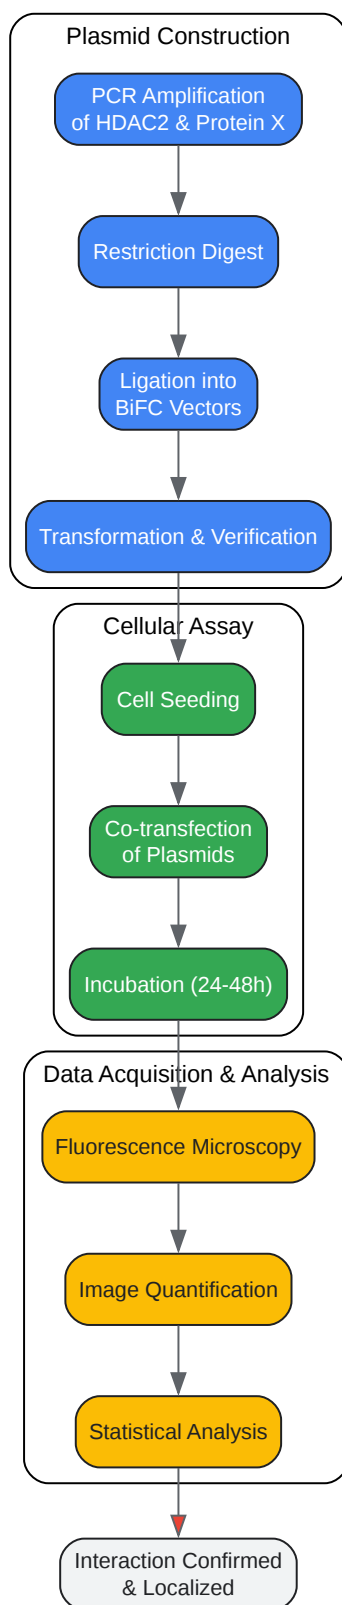 Plasmid Construction
PCR Amplification
of HDAC2 & Protein X
Restriction Digest
Ligation into
BiFC Vectors
Transformation & Verification
Cellular Assay
Cell Seeding
Co-transfection
of Plasmids
Incubation (24-48h)
Data Acquisition & Analysis
Fluorescence Microscopy
Image Quantification
Statistical Analysis
Interaction Confirmed
& Localized